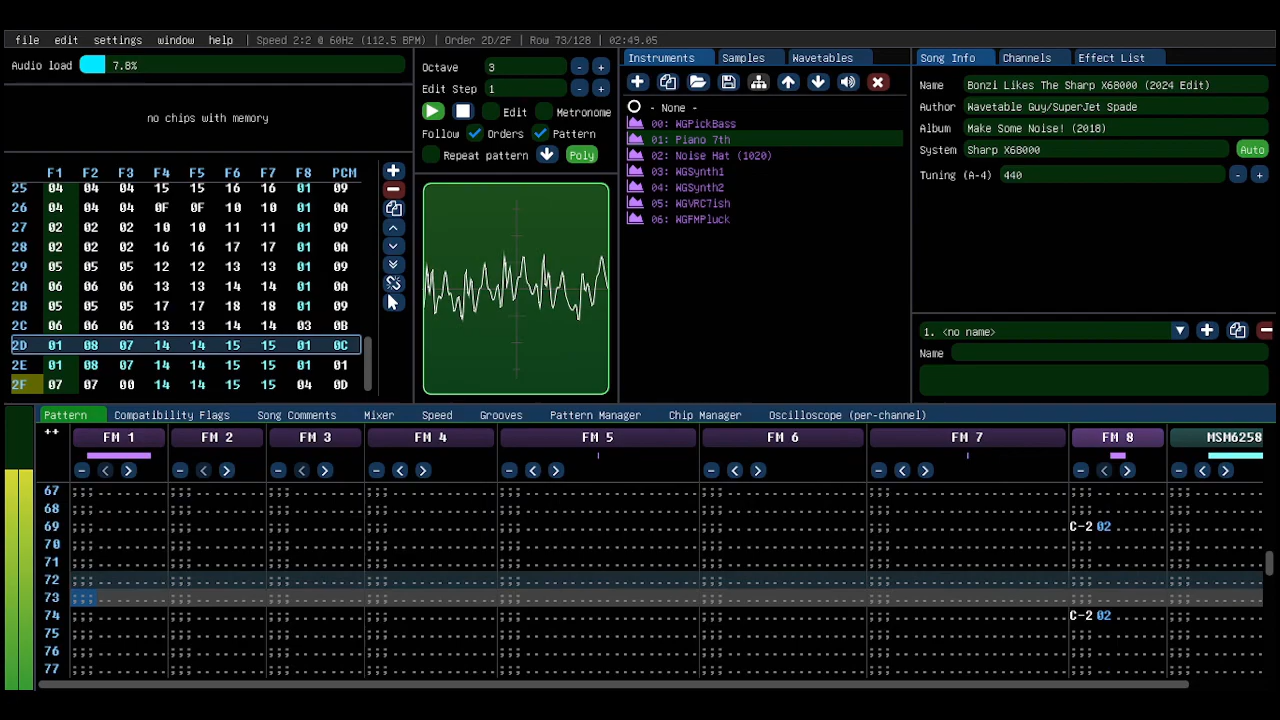 file edit settings window help Speed 2:2 @ 60Hz (112.5 BPM) Order 2D/2F Row 73/128 02:49.05
Audio load 7.8%
no chips with memory
F1 F2 F3 F4 F5 F6 F7 F8 PCM
25 04 04 04 15 15 16 16 01 09
26 04 04 04 0F 0F 10 10 01 0A
27 02 02 02 10 10 11 11 01 09
28 02 02 02 16 16 17 17 01 0A
29 05 05 05 12 12 13 13 01 09
2A 06 06 06 13 13 14 14 01 0A
2B 05 05 05 17 17 18 18 01 09
2C 06 06 06 13 13 14 14 03 0B
2D 01 08 07 14 14 15 15 01 0C
2E 01 08 07 14 14 15 15 01 01
2F 07 07 00 14 14 15 15 04 0D
Octave 3 - +
Edit Step 1 - +
Edit Metronome
Follow Orders Pattern
Repeat pattern Poly
Instruments Samples Wavetables
- None -
00: WGPickBass
01: Piano 7th
02: Noise Hat (1020)
03: WGSynth1
04: WGSynth2
05: WGVRC7ish
06: WGFMPluck
Song Info Channels Effect List
Name Bonzi Likes The Sharp X68000 (2024 Edit)
Author Wavetable Guy/SuperJet Spade
Album Make Some Noise! (2018)
System Sharp X68000 Auto
Tuning (A-4) 440 - +
1. <no name>
Name
Pattern Compatibility Flags Song Comments Mixer Speed Grooves Pattern Manager Chip Manager Oscilloscope (per-channel)
++ FM 1 FM 2 FM 3 FM 4 FM 5 FM 6 FM 7 FM 8 MSM6258
67
68
69 C-2 02
70
71
72
73
74 C-2 02
75
76
77